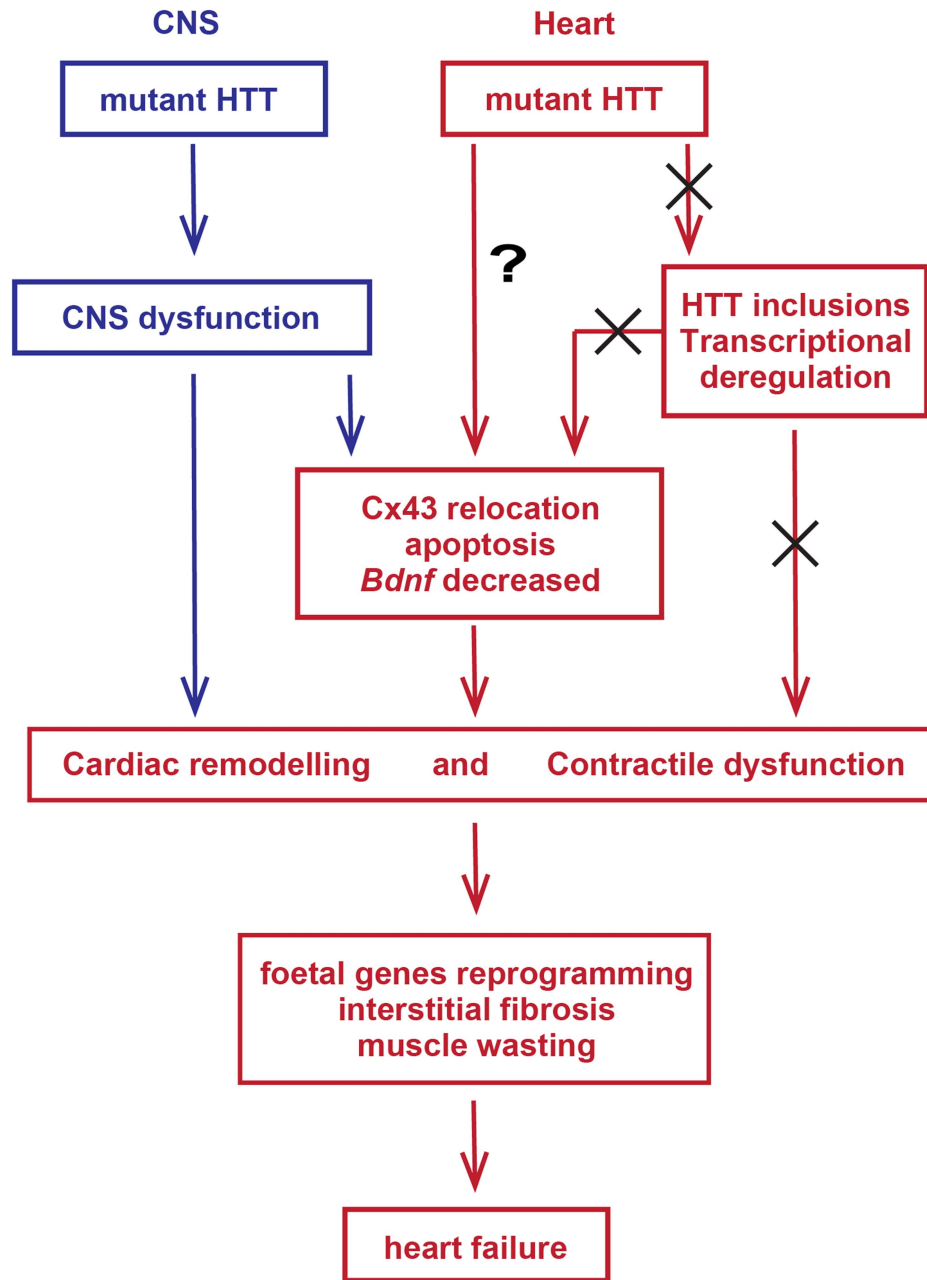 CNS
Heart
mutant HTT
mutant HTT
?
CNS dysfunction
HTT inclusions
Transcriptional
deregulation
Cx43 relocation
apoptosis
Bdnf decreased
Cardiac remodelling and Contractile dysfunction
foetal genes reprogramming
interstitial fibrosis
muscle wasting
heart failure